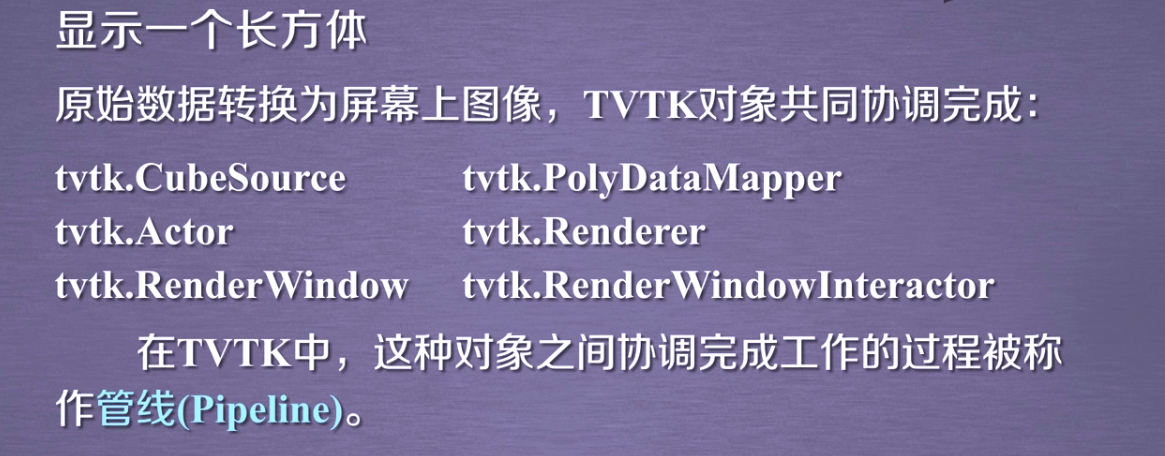 显示一个长方体
原始数据转换为屏幕上图像，TVTK对象共同协调完成：
tvtk.CubeSource tvtk.PolyDataMapper
tvtk.Actor tvtk.Renderer
tvtk.RenderWindow tvtk.RenderWindowInteractor
在TVTK中，这种对象之间协调完成工作的过程被称
作管线(Pipeline)。